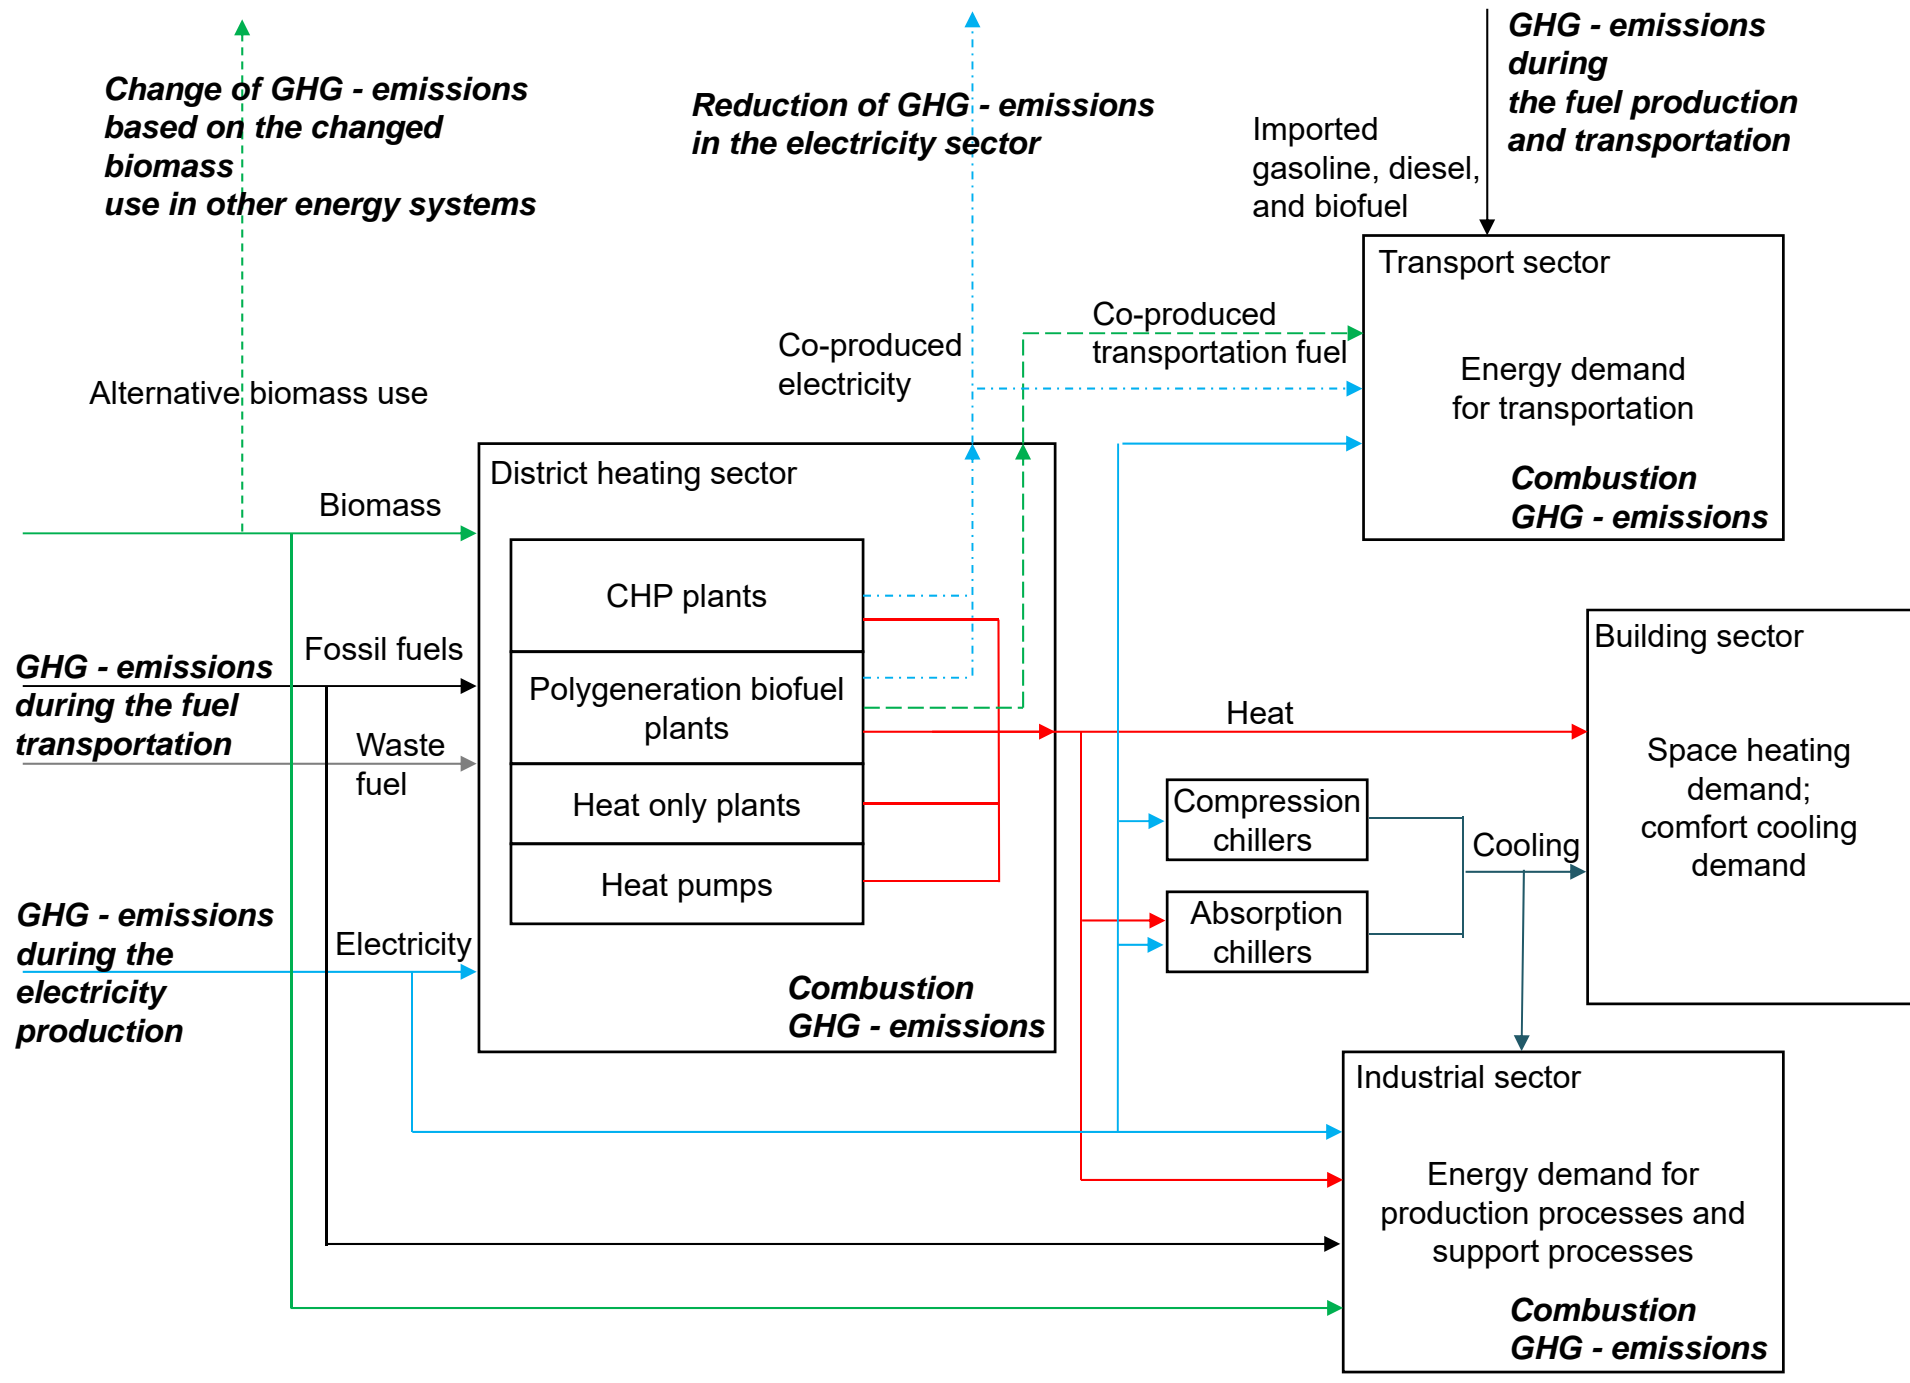 GHG - emissions
during
the fuel production
and transportation
Change of GHG - emissions
based on the changed
biomass
use in other energy systems
Reduction of GHG - emissions
in the electricity sector
Imported
gasoline, diesel,
and biofuel
Transport sector
Co-produced
transportation fuel
Co-produced
electricity
Energy demand
for transportation
Alternative biomass use
District heating sector
Combustion
GHG - emissions
Biomass
CHP plants
Building sector
Fossil fuels
GHG - emissions
during the fuel
transportation
Polygeneration biofuel
plants
Heat
Waste
fuel
Space heating
demand;
comfort cooling
demand
Heat only plants
Compression
chillers
Cooling
Heat pumps
GHG - emissions
during the
electricity
production
Electricity
Absorption
chillers
Combustion
GHG - emissions
Industrial sector
Energy demand for
production processes and
support processes
Combustion
GHG - emissions